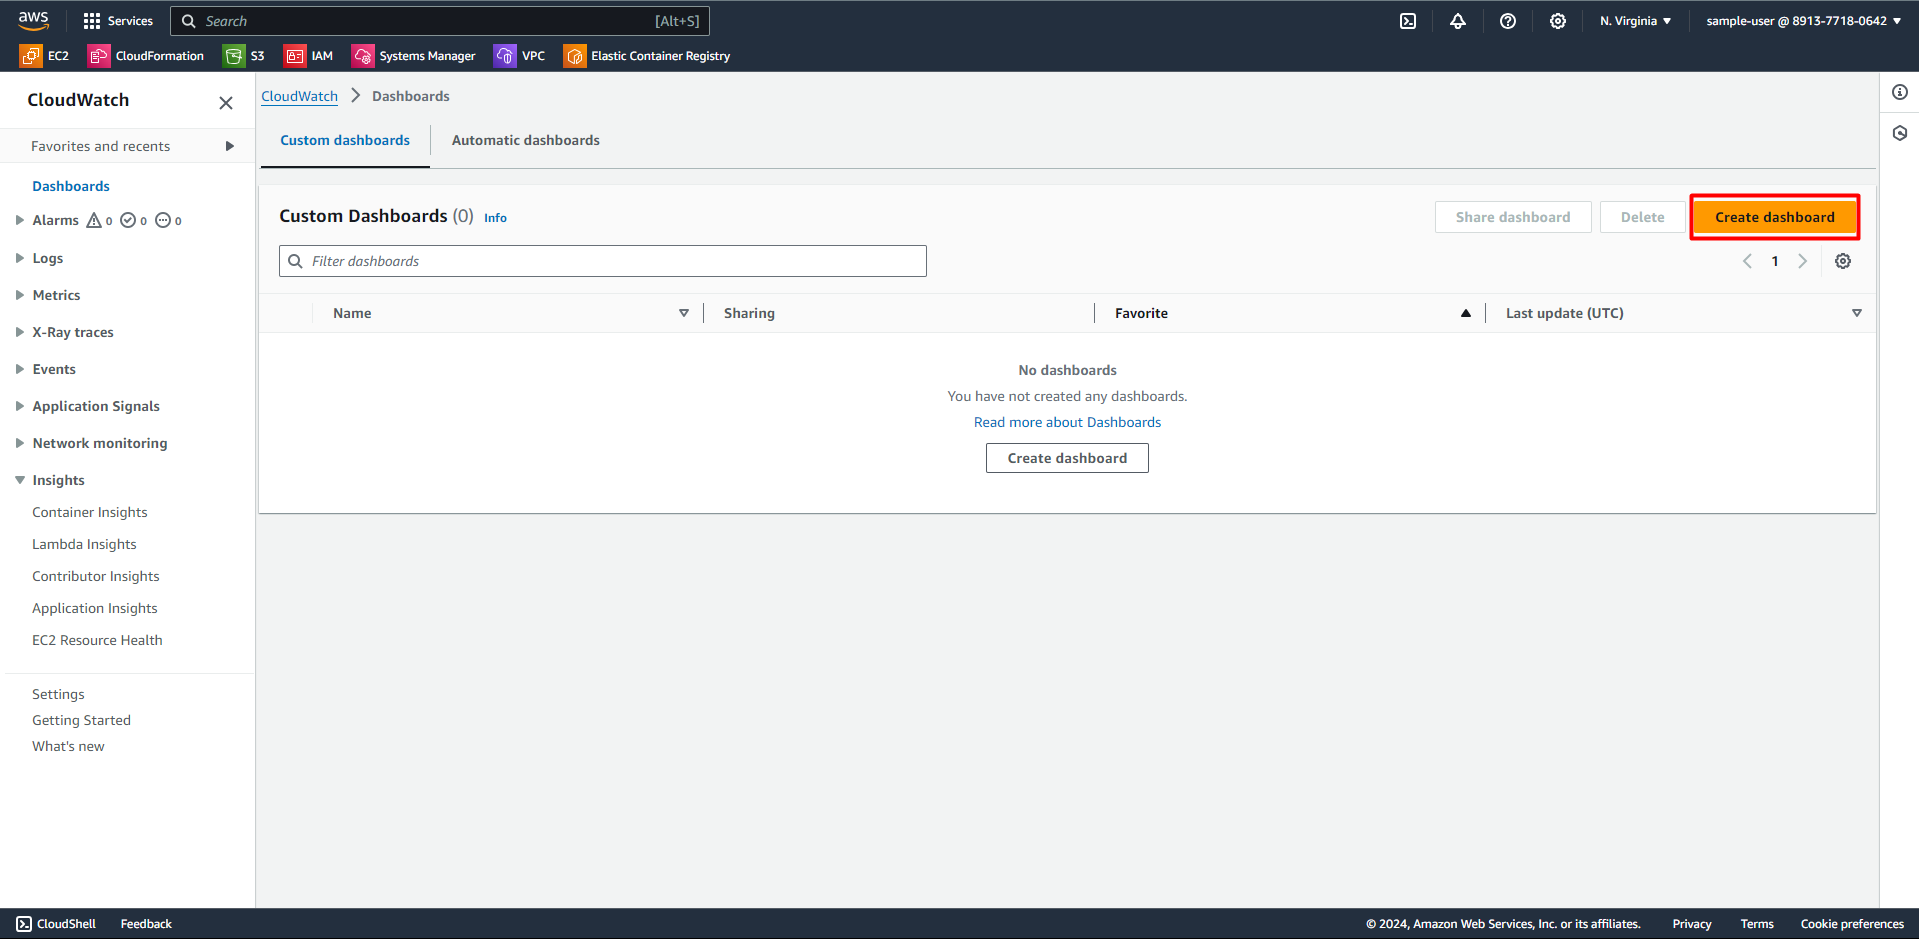 aws Services Search [Alt+S] N. Virginia sample-user @ 8913-7718-0642
EC2 CloudFormation S3 IAM Systems Manager VPC Elastic Container Registry
CloudWatch
Favorites and recents
Dashboards
Alarms 0 0 0
Logs
Metrics
X-Ray traces
Events
Application Signals
Network monitoring
Insights
Container Insights
Lambda Insights
Contributor Insights
Application Insights
EC2 Resource Health
Settings
Getting Started
What's new
CloudWatch Dashboards
Custom dashboards Automatic dashboards
Custom Dashboards (0) Info Share dashboard Delete Create dashboard
Filter dashboards 1
Name Sharing Favorite Last update (UTC)
No dashboards
You have not created any dashboards.
Read more about Dashboards
Create dashboard
CloudShell Feedback © 2024, Amazon Web Services, Inc. or its affiliates. Privacy Terms Cookie preferences